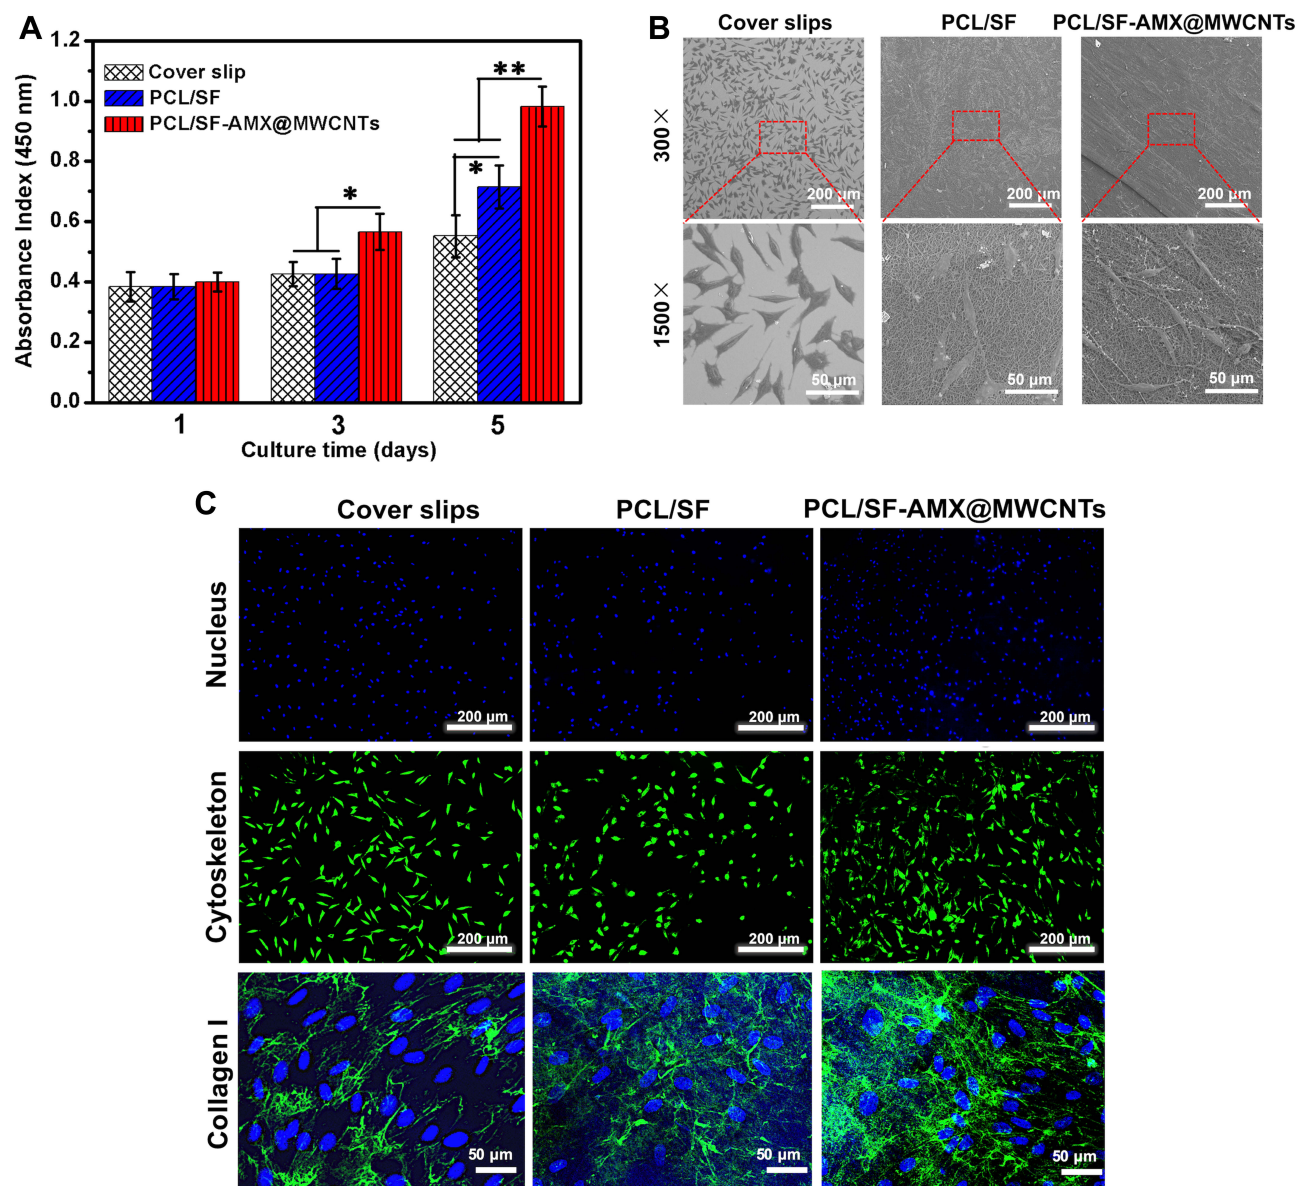 A
Absorbance Index (450 nm)
1.2
1.0
0.8
0.6
0.4
0.2
0.0
Cover slip
PCL/SF
PCL/SF-AMX@MWCNTs
*
*
**
1
3
5
Culture time (days)
B
Cover slips
PCL/SF
PCL/SF-AMX@MWCNTs
300×
200 µm
200 µm
200 µm
1500×
50 µm
50 µm
50 µm
C
Cover slips
PCL/SF
PCL/SF-AMX@MWCNTs
Nucleus
200 µm
200 µm
200 µm
Cytoskeleton
200 µm
200 µm
200 µm
Collagen I
50 µm
50 µm
50 µm